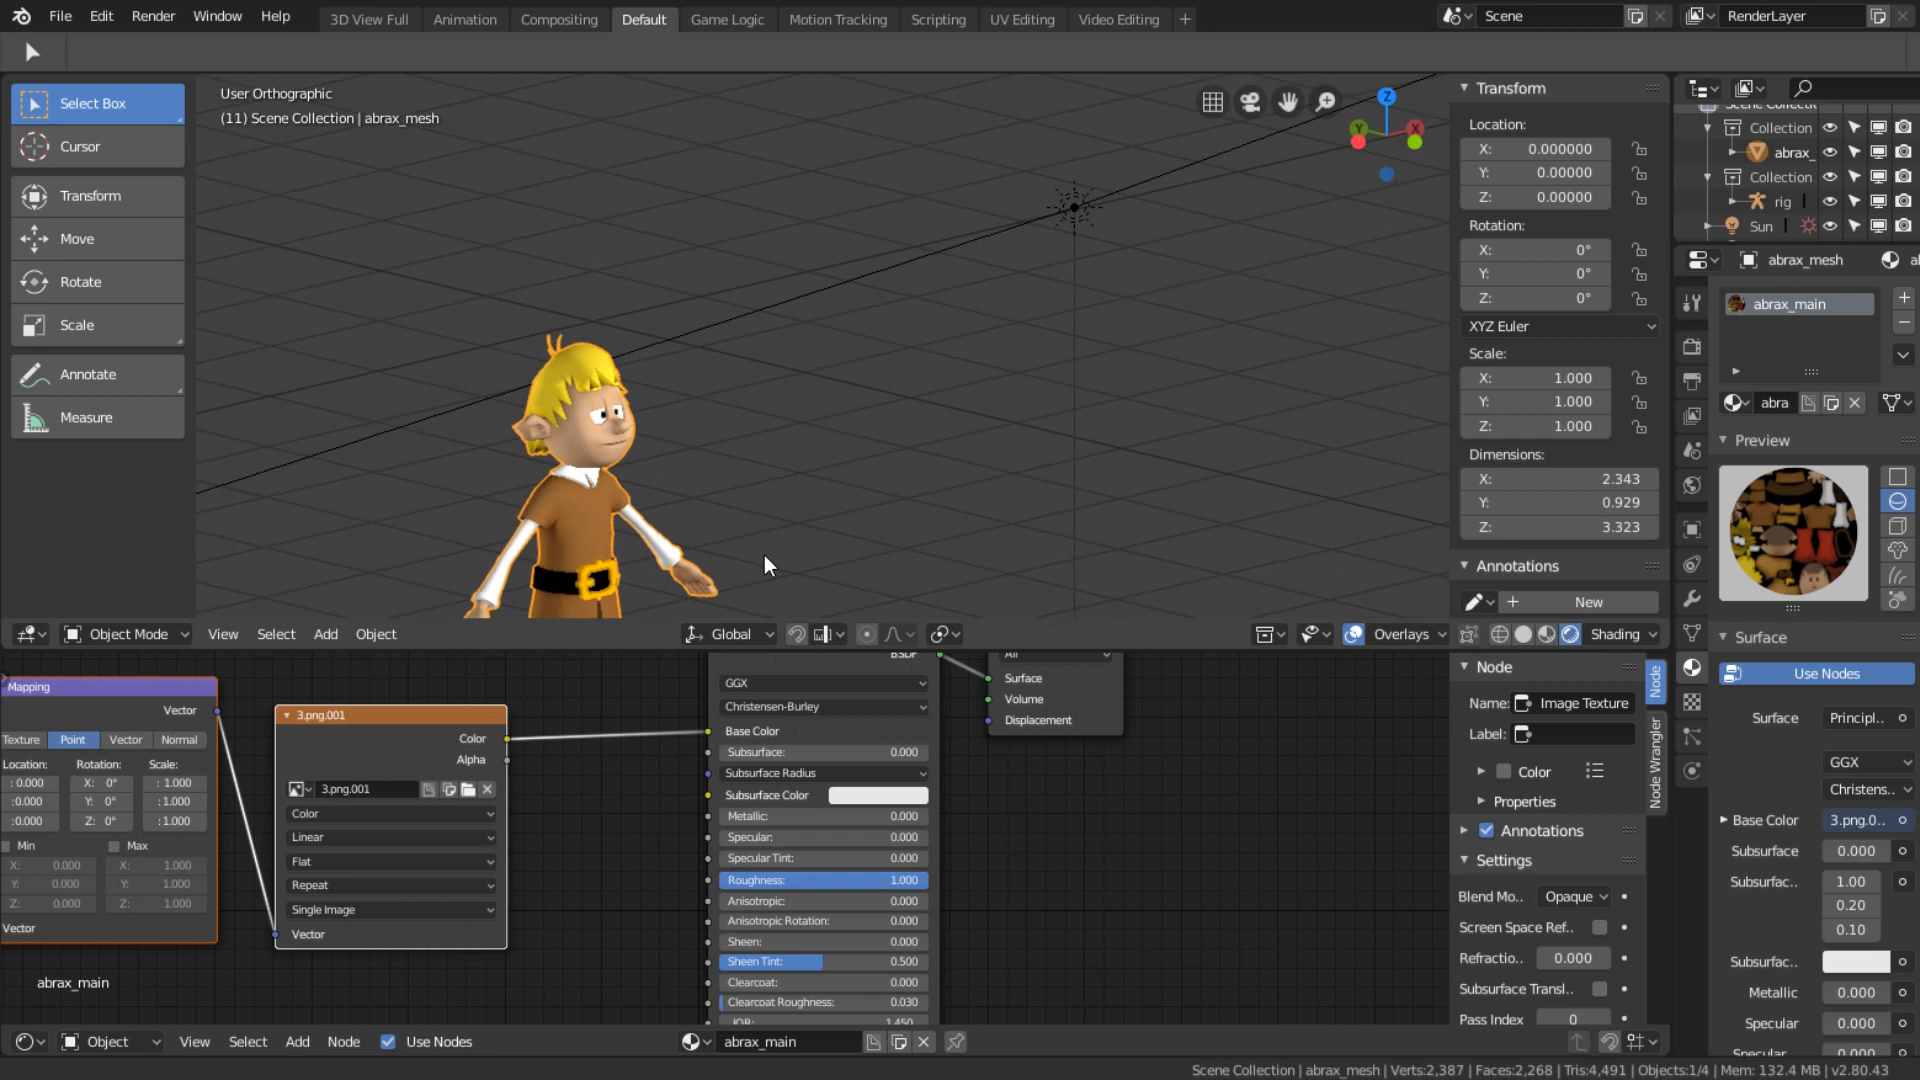 File Edit Render Window Help 3D View Full Animation Compositing Default Game Logic Motion Tracking Scripting UV Editing Video Editing + Scene RenderLayer
Select Box
Cursor
Transform
Move
Rotate
Scale
Annotate
Measure
User Orthographic
(11) Scene Collection | abrax_mesh
Z
Y X
Transform
Location:
X: 0.000000
Y: 0.00000
Z: 0.00000
Rotation:
X: 0°
Y: 0°
Z: 0°
XYZ Euler
Scale:
X: 1.000
Y: 1.000
Z: 1.000
Dimensions:
X: 2.343
Y: 0.929
Z: 3.323
Annotations
+ New
Collection
abrax_
Collection
rig
Sun
abrax_mesh
abrax_main
abra
Preview
Surface
Use Nodes
Surface Principl..
GGX
Christens..
Base Color 3.png.0..
Subsurface 0.000
Subsurfac.. 1.00
0.20
0.10
Subsurfac..
Metallic 0.000
Specular 0.000
Object Mode View Select Add Object Global Overlays Shading
Mapping
Vector
Texture Point Vector Normal
Location: Rotation: Scale:
: 0.000 X: 0° : 1.000
:0.000 Y: 0° :1.000
:0.000 Z: 0° :1.000
Min Max
X: 0.000 X: 1.000
Y: 0.000 Y: 1.000
Z: 0.000 Z: 1.000
Vector
abrax_main
3.png.001
Color
Alpha
3.png.001
Color
Linear
Flat
Repeat
Single Image
Vector
BSDF
GGX
Christensen-Burley
Base Color
Subsurface: 0.000
Subsurface Radius
Subsurface Color
Metallic: 0.000
Specular: 0.000
Specular Tint: 0.000
Roughness: 1.000
Anisotropic: 0.000
Anisotropic Rotation: 0.000
Sheen: 0.000
Sheen Tint: 0.500
Clearcoat: 0.000
Clearcoat Roughness: 0.030
IOR: 1.450
All
Surface
Volume
Displacement
Node
Name: Image Texture
Label:
Color
Properties
Annotations
Settings
Blend Mo.. Opaque
Screen Space Ref..
Refractio.. 0.000
Subsurface Transl..
Pass Index 0
Node
Node Wrangler
Object View Select Add Node Use Nodes abrax_main
Scene Collection | abrax_mesh | Verts:2,387 | Faces:2,268 | Tris:4,491 | Objects:1/4 | Mem: 132.4 MB | v2.80.43